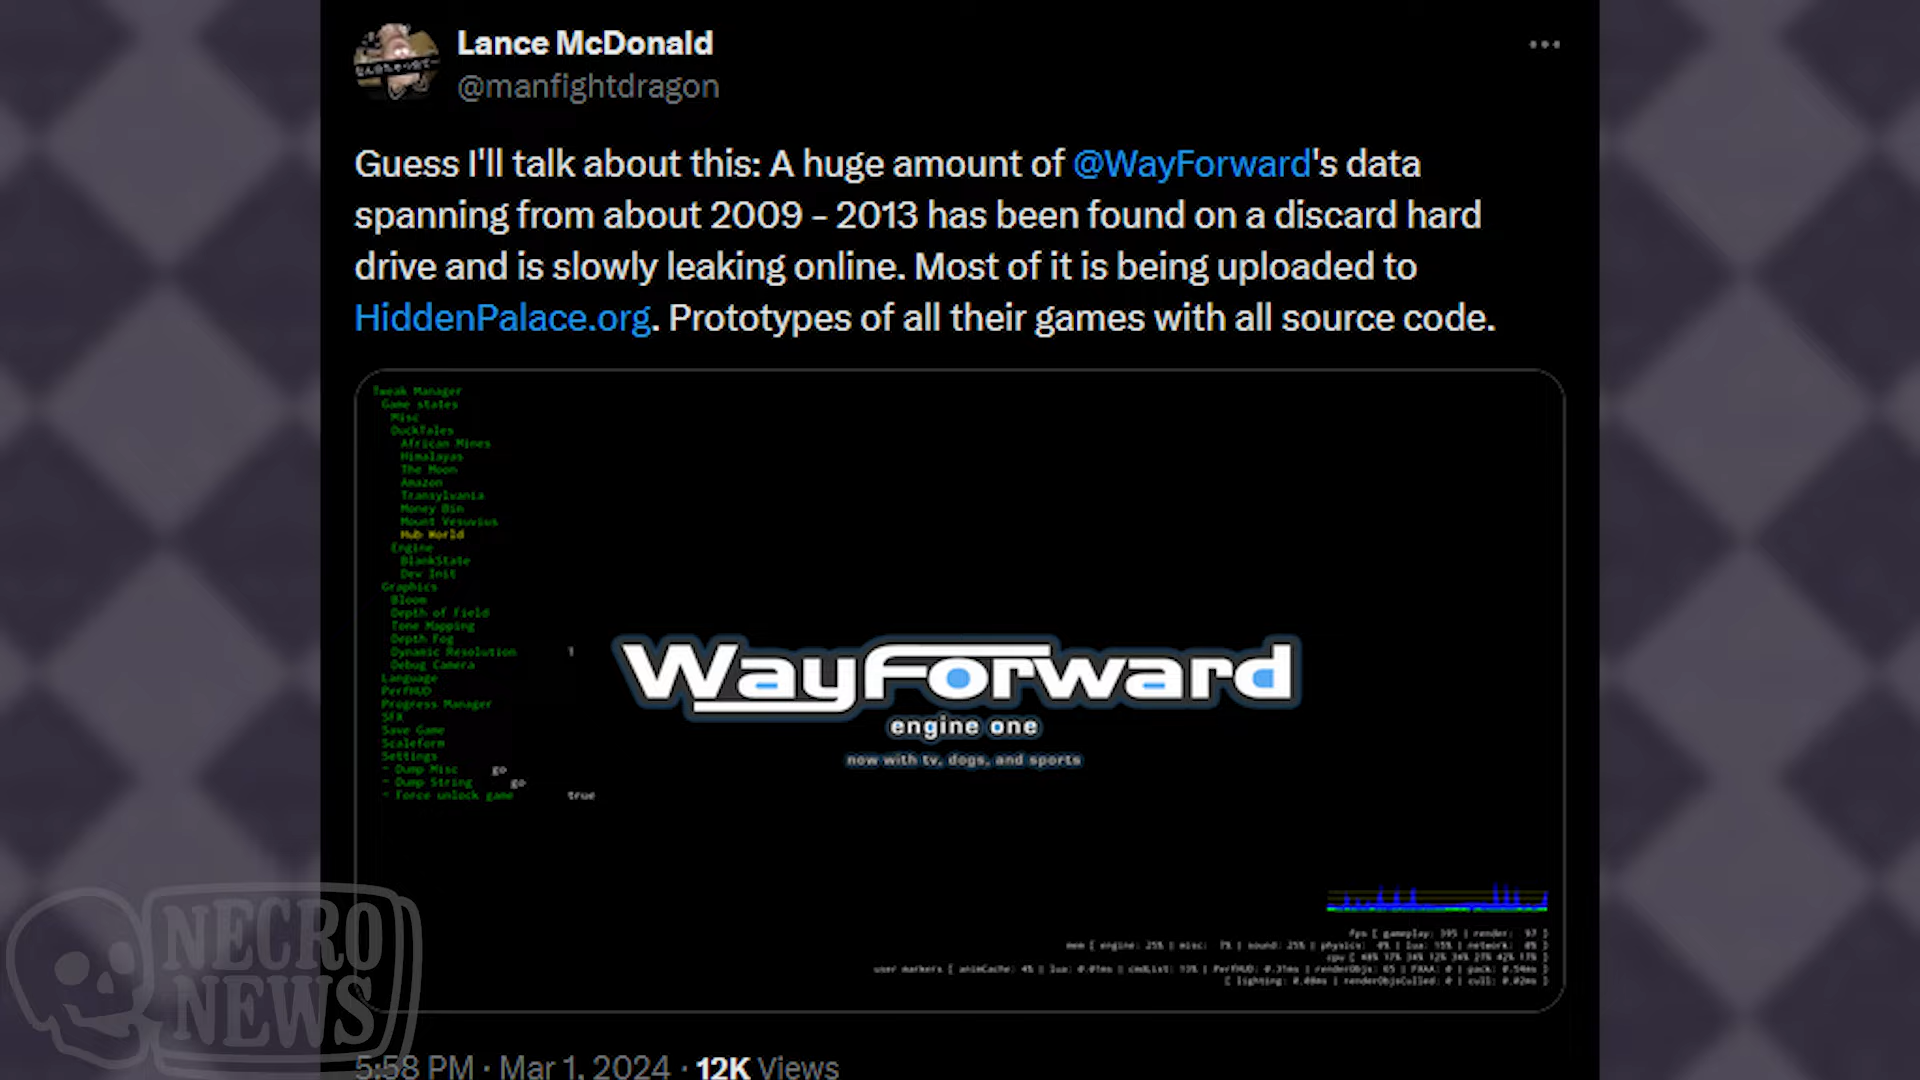 Lance McDonald
@manfightdragon
Guess I'll talk about this: A huge amount of @WayForward's data
spanning from about 2009 - 2013 has been found on a discard hard
drive and is slowly leaking online. Most of it is being uploaded to
HiddenPalace.org. Prototypes of all their games with all source code.
Tweak Manager
Game states
Misc
DuckTales
African Mines
Himalayas
The Moon
Amazon
Transylvania
Money Bin
Mount Vesuvius
Hub World
Engine
BlankState
Dev Init
Graphics
Bloom
Depth of Field
Tone Mapping
Depth Fog
Dynamic Resolution 1
Debug Camera
Language
PerfHUD
Progress Manager
SFX
Save Game
Scaleform
Settings
- Dump Misc go
- Dump String go
- Force unlock game true
WayForward
engine one
now with tv, dogs, and sports
NECRO
NEWS
5:58 PM · Mar 1, 2024 · 12K Views